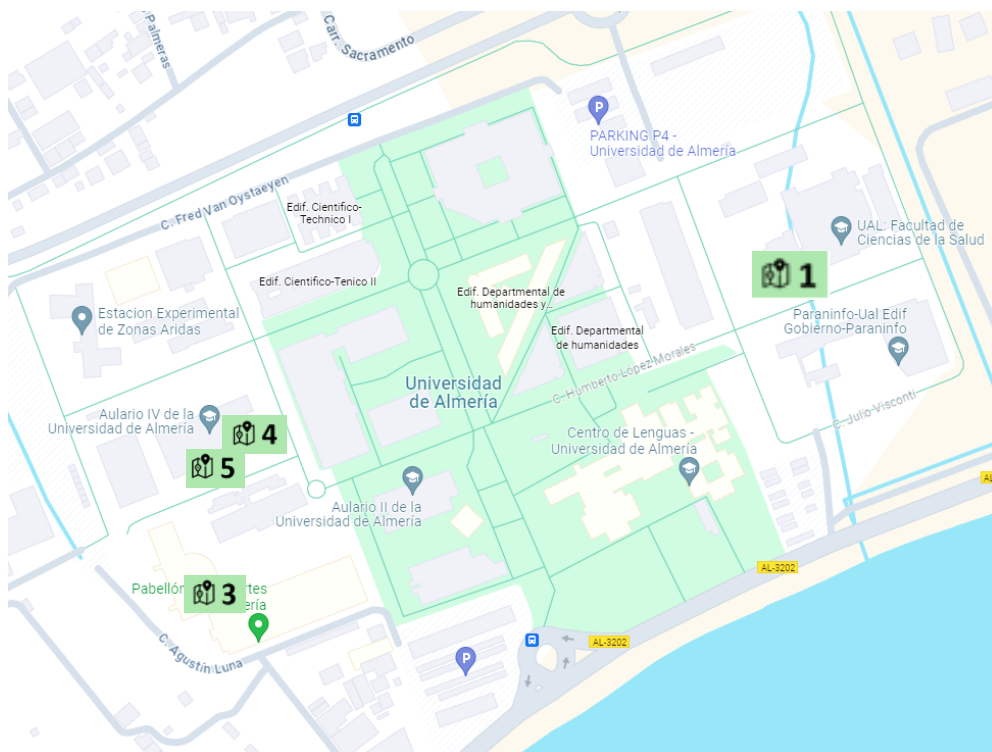 Palmeras
Carr. Sacramento
P
PARKING P4 -
Universidad de Almería
C. Fred Van Oystaeyen
Edif. Cientifico-
Technico I
UAL: Facultad de
Ciencias de la Salud
1
Edif. Cientifico-Tenico II
Edif. Departmental de
humanidades y...
Estacion Experimental
de Zonas Aridas
Paraninfo-Ual Edif
Gobierno-Paraninfo
Edif. Departmental
de humanidades
C. Humberto López Morales
Universidad
de Almería
C. Julio Visconti
Aulario IV de la
Universidad de Almería
4
Centro de Lenguas -
Universidad de Almería
5
AL
Aulario II de la
Universidad de Almería
AL-3202
Pabellón
rtes
3
ería
AL-3202
C. Agustín Luna
P